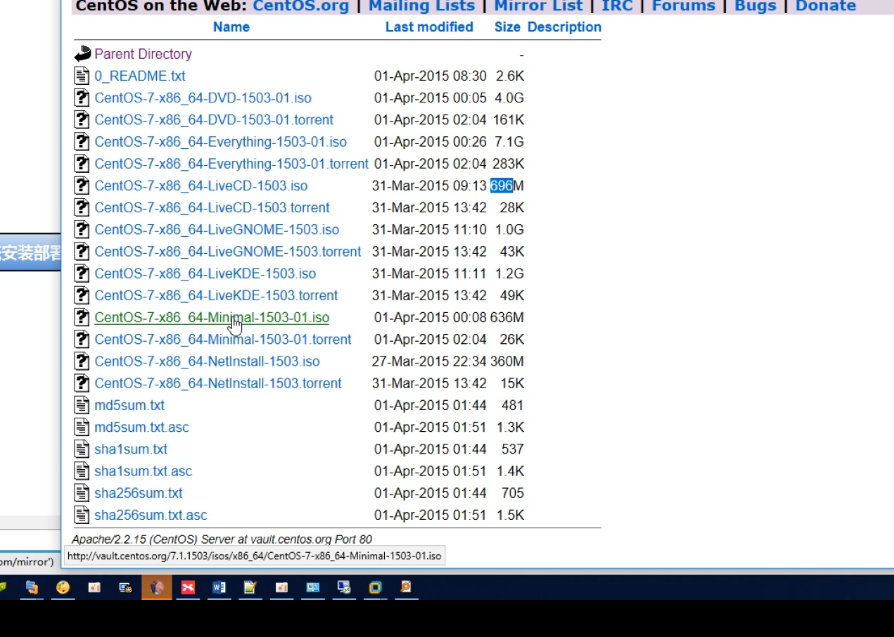 CentOS on the Web: CentOS.org | Mailing Lists | Mirror List | IRC | Forums | Bugs | Donate
Name Last modified Size Description
Parent Directory -
0_README.txt 01-Apr-2015 08:30 2.6K
CentOS-7-x86_64-DVD-1503-01.iso 01-Apr-2015 00:05 4.0G
CentOS-7-x86_64-DVD-1503-01.torrent 01-Apr-2015 02:04 161K
CentOS-7-x86_64-Everything-1503-01.iso 01-Apr-2015 00:26 7.1G
CentOS-7-x86_64-Everything-1503-01.torrent 01-Apr-2015 02:04 283K
CentOS-7-x86_64-LiveCD-1503.iso 31-Mar-2015 09:13 696M
CentOS-7-x86_64-LiveCD-1503.torrent 31-Mar-2015 13:42 28K
CentOS-7-x86_64-LiveGNOME-1503.iso 31-Mar-2015 11:10 1.0G
CentOS-7-x86_64-LiveGNOME-1503.torrent 31-Mar-2015 13:42 43K
安装部署
CentOS-7-x86_64-LiveKDE-1503.iso 31-Mar-2015 11:11 1.2G
CentOS-7-x86_64-LiveKDE-1503.torrent 31-Mar-2015 13:42 49K
CentOS-7-x86_64-Minimal-1503-01.iso 01-Apr-2015 00:08 636M
CentOS-7-x86_64-Minimal-1503-01.torrent 01-Apr-2015 02:04 26K
CentOS-7-x86_64-NetInstall-1503.iso 27-Mar-2015 22:34 360M
CentOS-7-x86_64-NetInstall-1503.torrent 31-Mar-2015 13:42 15K
md5sum.txt 01-Apr-2015 01:44 481
md5sum.txt.asc 01-Apr-2015 01:51 1.3K
sha1sum.txt 01-Apr-2015 01:44 537
sha1sum.txt.asc 01-Apr-2015 01:51 1.4K
sha256sum.txt 01-Apr-2015 01:44 705
sha256sum.txt.asc 01-Apr-2015 01:51 1.5K
Apache/2.2.15 (CentOS) Server at vault.centos.org Port 80
http://vault.centos.org/7.1.1503/isos/x86_64/CentOS-7-x86_64-Minimal-1503-01.iso
om/mirror')